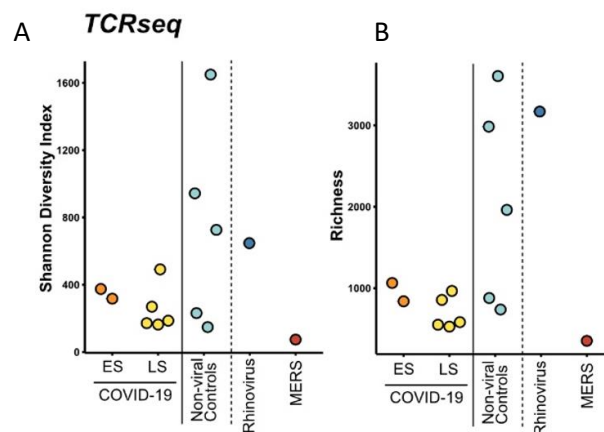 A
TCRseq
B
Shannon Diversity Index
1600
1200
800
400
0
ES
LS
COVID-19
Non-viral
Controls
Rhinovirus
MERS
Richness
3000
2000
1000
ES
LS
COVID-19
Non-viral
Controls
Rhinovirus
MERS